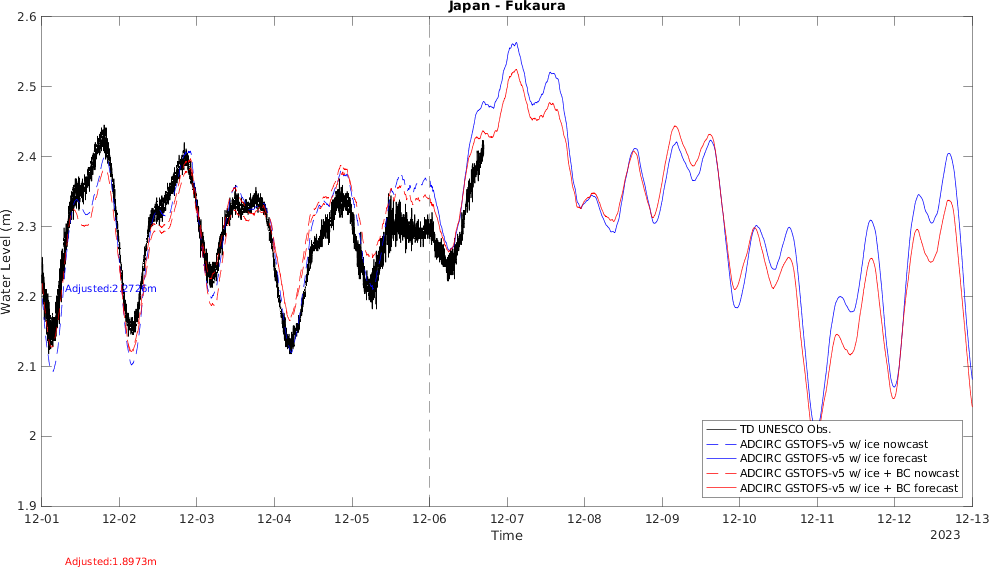 Japan - Fukaura
2.6
2.5
2.4
2.3
2.2
2.1
2
1.9
Water Level (m)
Adjusted:2.2726m
TD UNESCO Obs.
ADCIRC GSTOFS-v5 w/ ice nowcast
ADCIRC GSTOFS-v5 w/ ice forecast
ADCIRC GSTOFS-v5 w/ ice + BC nowcast
ADCIRC GSTOFS-v5 w/ ice + BC forecast
12-01 12-02 12-03 12-04 12-05 12-06 12-07 12-08 12-09 12-10 12-11 12-12 12-13
Time
2023
Adjusted:1.8973m